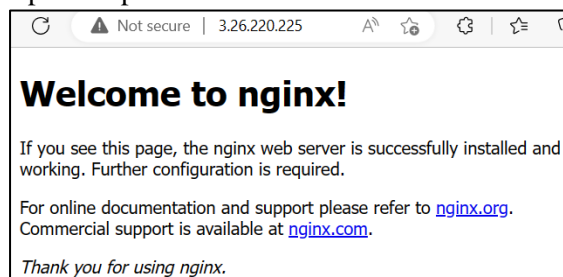 Not secure | 3.26.220.225
Welcome to nginx!
If you see this page, the nginx web server is successfully installed and
working. Further configuration is required.
For online documentation and support please refer to nginx.org.
Commercial support is available at nginx.com.
Thank you for using nginx.